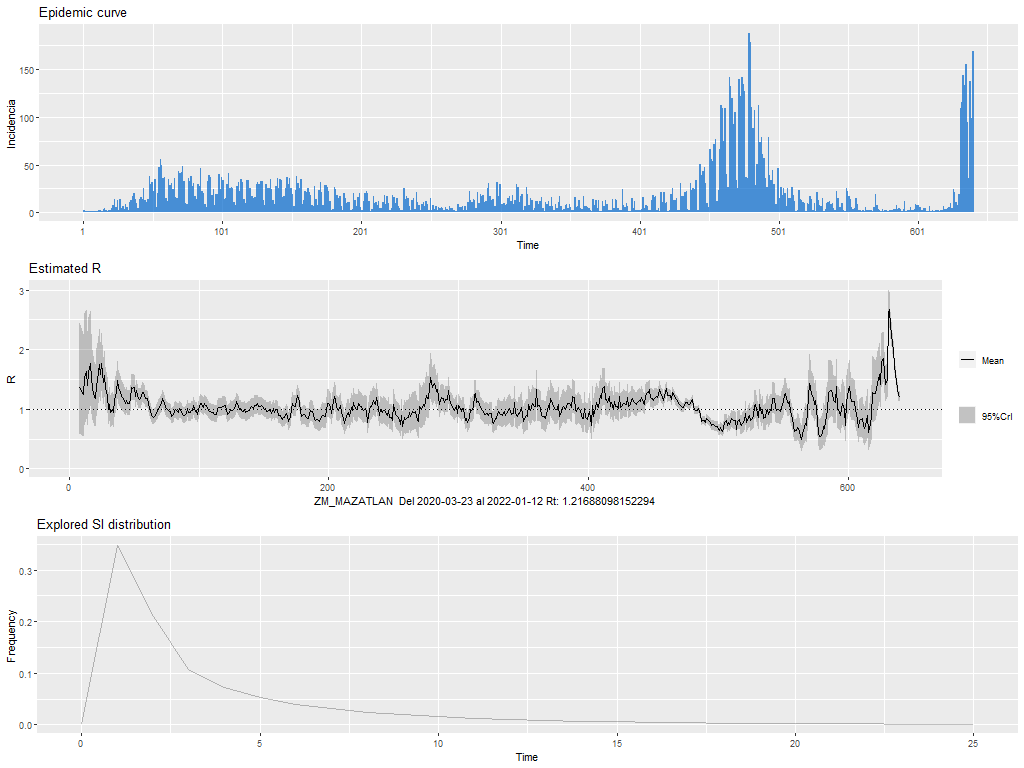 Epidemic curve
150
100
50
0
Incidencia
1
101
201
301
401
501
601
Time
Estimated R
3
2
1
0
R
0
200
400
600
Mean
95%CrI
ZM_MAZATLAN Del 2020-03-23 al 2022-01-12 Rt: 1.21688098152294
Explored SI distribution
0.3
0.2
0.1
0.0
Frequency
0
5
10
15
20
25
Time